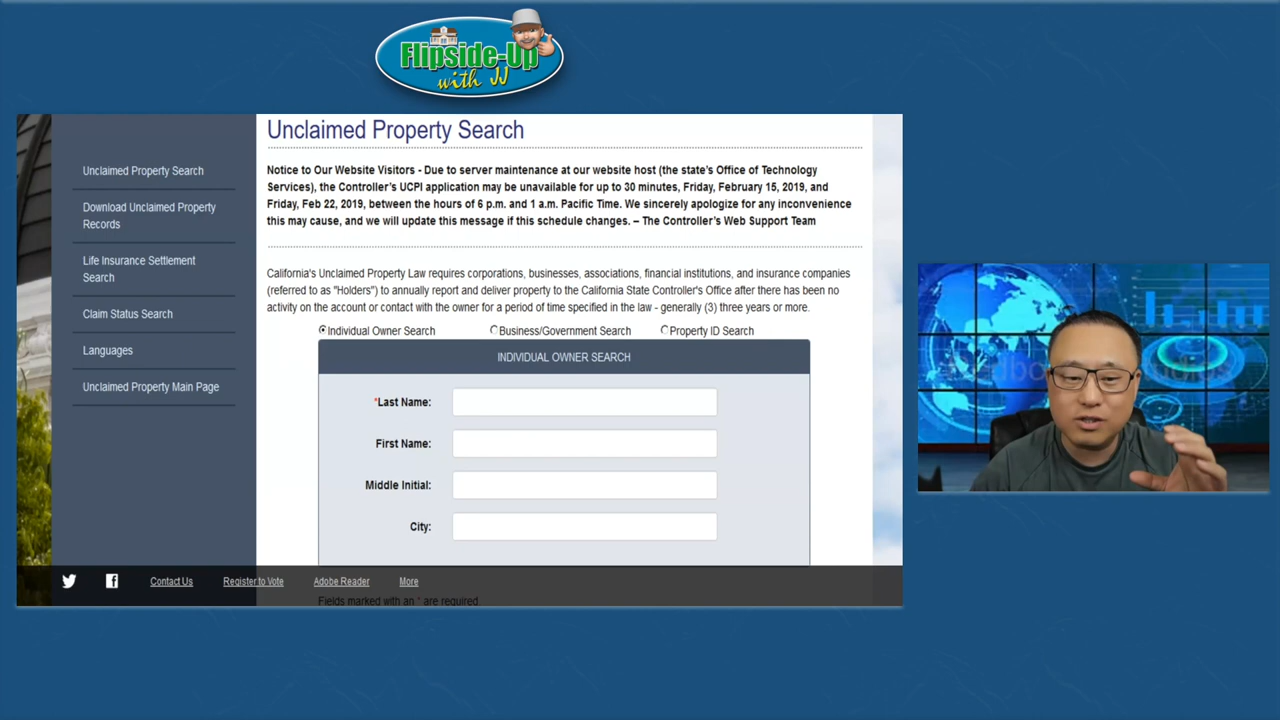 Flipside-Up
with JJ
Unclaimed Property Search
Unclaimed Property Search
Download Unclaimed Property
Records
Life Insurance Settlement
Search
Claim Status Search
Languages
Unclaimed Property Main Page
Notice to Our Website Visitors - Due to server maintenance at our website host (the state's Office of Technology
Services), the Controller's UCPI application may be unavailable for up to 30 minutes, Friday, February 15, 2019, and
Friday, Feb 22, 2019, between the hours of 6 p.m. and 1 a.m. Pacific Time. We sincerely apologize for any inconvenience
this may cause, and we will update this message if this schedule changes. – The Controller's Web Support Team
California's Unclaimed Property Law requires corporations, businesses, associations, financial institutions, and insurance companies
(referred to as "Holders") to annually report and deliver property to the California State Controller's Office after there has been no
activity on the account or contact with the owner for a period of time specified in the law - generally (3) three years or more.
Individual Owner Search Business/Government Search Property ID Search
INDIVIDUAL OWNER SEARCH
*Last Name:
First Name:
Middle Initial:
City:
Contact Us Register to Vote Adobe Reader More
Fields marked with an * are required.